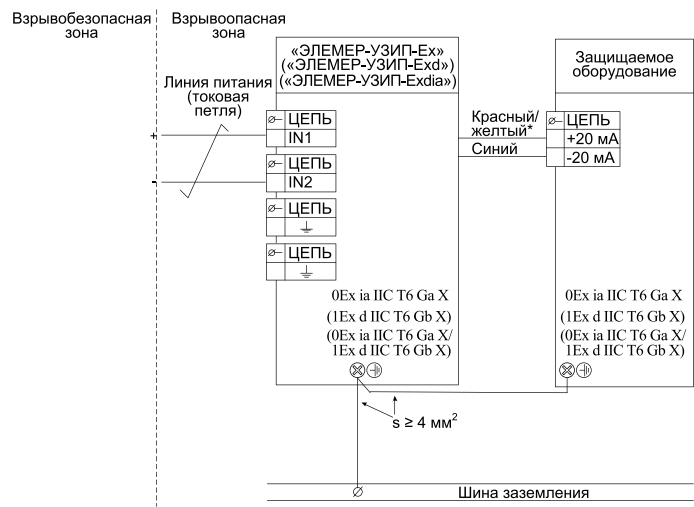 Взрывобезопасная
зона
Взрывоопасная
зона
«ЭЛЕМЕР-УЗИП-Ex»
(«ЭЛЕМЕР-УЗИП-Exd»)
(«ЭЛЕМЕР-УЗИП-Exdia»)
Защищаемое
оборудование
Линия питания
(токовая
петля)
+
-
ЦЕПЬ
IN1
ЦЕПЬ
IN2
ЦЕПЬ
ЦЕПЬ
Красный/
желтый*
Синий
ЦЕПЬ
+20 мА
-20 мА
0Ex ia IIC T6 Ga X
(1Ex d IIC T6 Gb X)
(0Ex ia IIC T6 Ga X/
1Ex d IIC T6 Gb X)
0Ex ia IIC T6 Ga X
(1Ex d IIC T6 Gb X)
(0Ex ia IIC T6 Ga X/
1Ex d IIC T6 Gb X)
s ≥ 4 мм²
Шина заземления